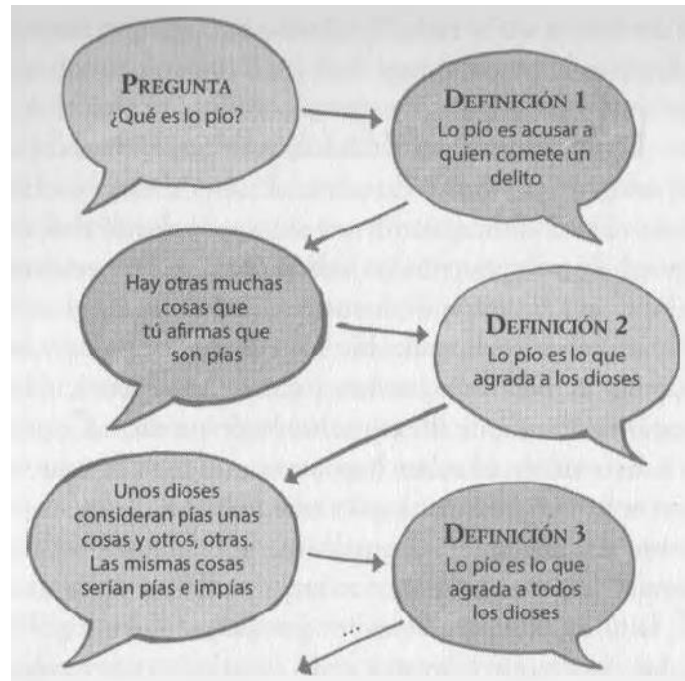 PREGUNTA
¿Qué es lo pío?
DEFINICIÓN 1
Lo pío es acusar a
quien comete un
delito
Hay otras muchas
cosas que
tú afirmas que
son pías
DEFINICIÓN 2
Lo pío es lo que
agrada a los dioses
Unos dioses
consideran pías unas
cosas y otros, otras.
Las mismas cosas
serían pías e impías
DEFINICIÓN 3
Lo pío es lo que
agrada a todos
los dioses
...